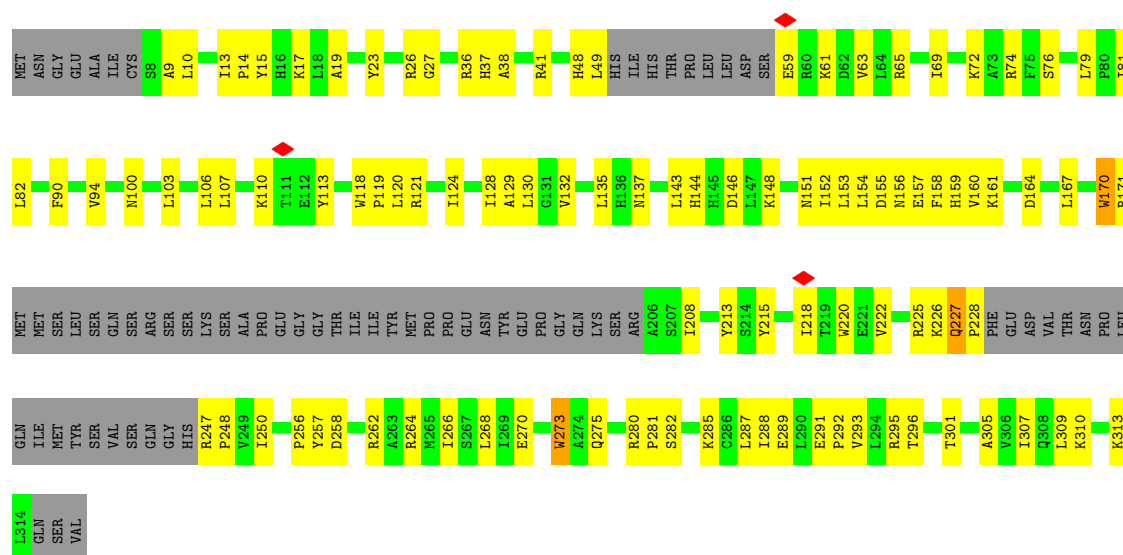 MET ASN GLY GLU ALA ILE CYS S8 A9 L10 I13 P14 Y15 H16 K17 L18 A19 Y23 R26 G27 R36 H37 A38 R41 H48 L49 HIS ILE HIS THR PRO LEU LEU ASP SER E59 R60 K61 D62 V63 L64 R65 I69 K72 A73 R74 F75 S76 L79 P80 I81
L82 F90 V94 N100 L103 L106 L107 K110 T111 E112 Y113 W118 P119 L120 R121 I124 I128 A129 L130 G131 V132 L135 H136 N137 L143 H144 H145 D146 L147 K148 N151 I152 L153 L154 D155 N156 E157 F158 H159 V160 K161 D164 L167 W170 R171
MET MET SER LEU SER GLN SER ARG SER SER LYS SER ALA PRO GLU GLY GLY THR ILE ILE TYR MET PRO PRO GLU ASN TYR GLU PRO GLY GLN LYS SER ARG A206 S207 I208 Y213 S214 Y215 I218 T219 W220 E221 V222 R225 K226 Q227 P228 PHE GLU ASP VAL THR ASN PRO LEU
GLN ILE MET TYR SER VAL SER GLN GLY HIS R247 P248 V249 I250 P256 Y257 D258 R262 A263 R264 M265 I266 S267 L268 I269 E270 W273 A274 Q275 R280 P281 S282 K285 C286 L287 I288 E289 L290 E291 P292 V293 L294 R295 T296 T301 A305 V306 I307 Q308 L309 K310 K313
L314 GLN SER VAL